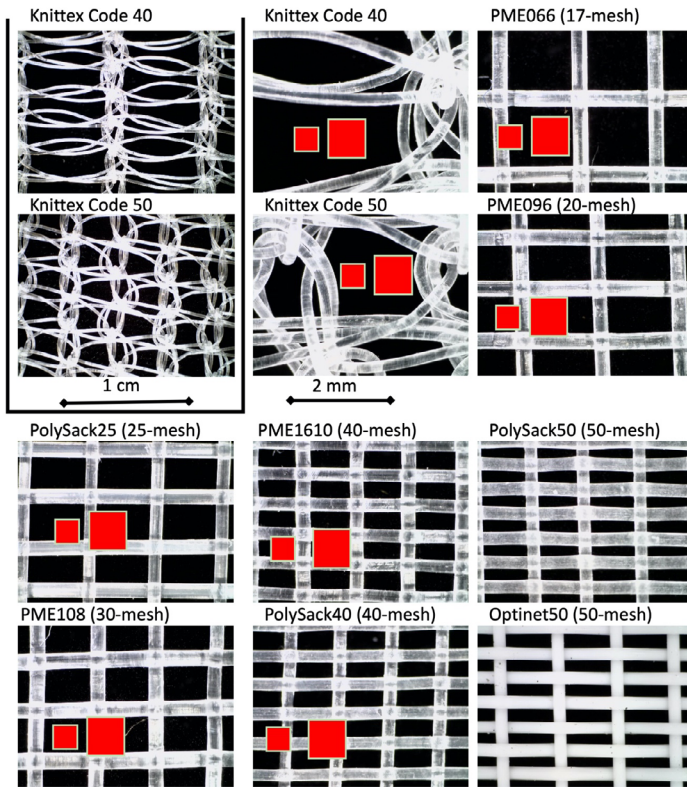 Knittex Code 40
Knittex Code 40
PME066 (17-mesh)
Knittex Code 50
Knittex Code 50
PME096 (20-mesh)
1 cm
2 mm
PolySack25 (25-mesh)
PME1610 (40-mesh)
PolySack50 (50-mesh)
PME108 (30-mesh)
PolySack40 (40-mesh)
Optinet50 (50-mesh)